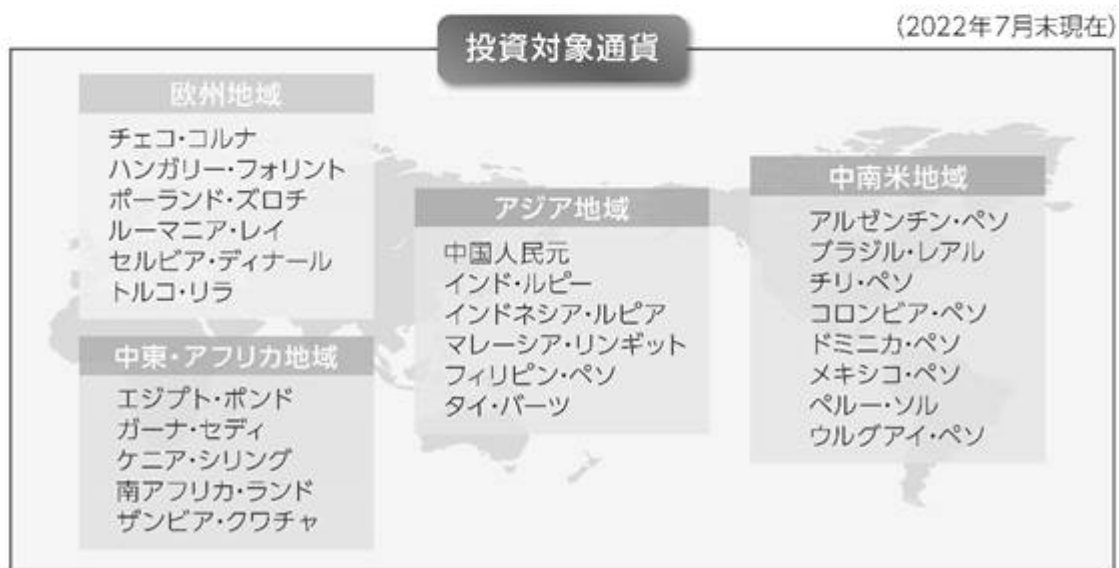 (2022年7月末現在)
投資対象通貨
欧州地域
チェコ・コルナ
ハンガリー・フォリント
ポーランド・ズロチ
ルーマニア・レイ
セルビア・ディナール
トルコ・リラ
中東・アフリカ地域
エジプト・ポンド
ガーナ・セディ
ケニア・シリング
南アフリカ・ランド
ザンビア・クワチャ
アジア地域
中国人民元
インド・ルピー
インドネシア・ルピア
マレーシア・リンギット
フィリピン・ペソ
タイ・バーツ
中南米地域
アルゼンチン・ペソ
ブラジル・レアル
チリ・ペソ
コロンビア・ペソ
ドミニカ・ペソ
メキシコ・ペソ
ペルー・ソル
ウルグアイ・ペソ